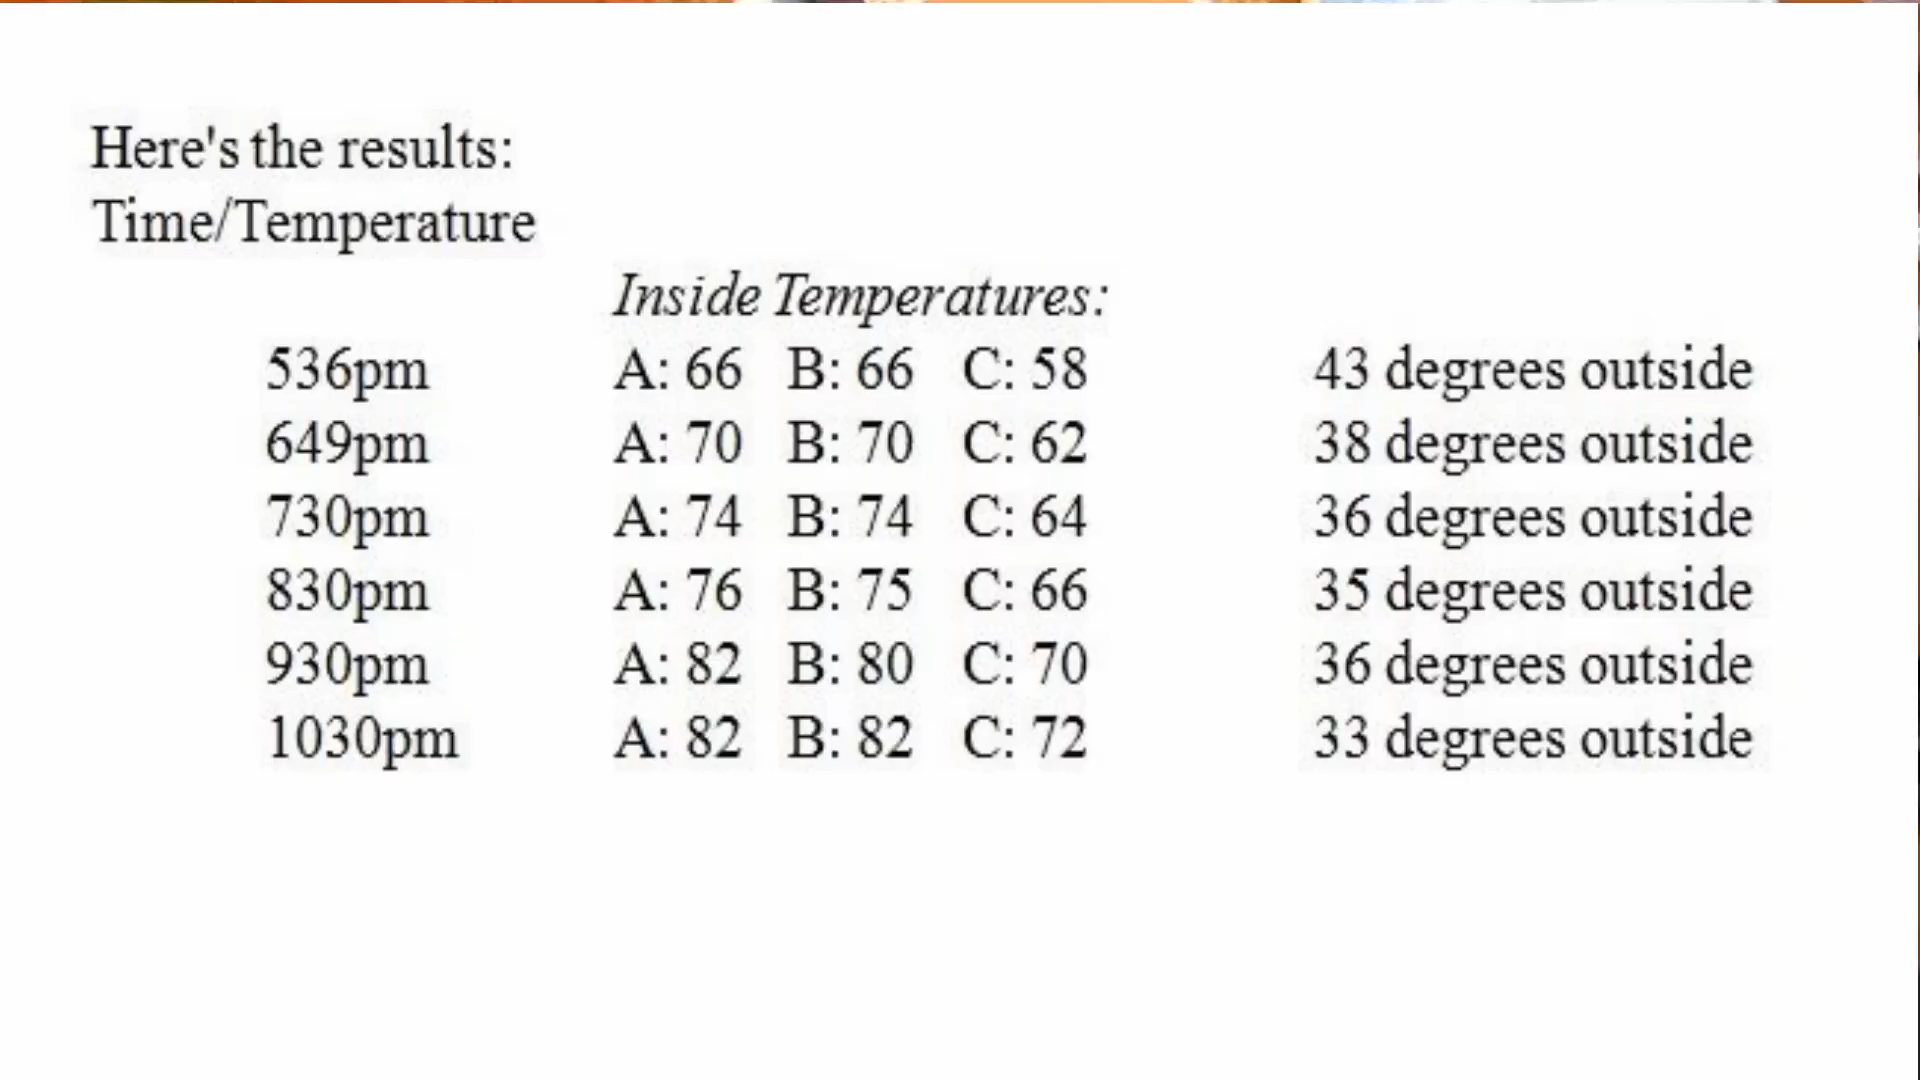 Here's the results:
Time/Temperature
Inside Temperatures:
536pm A: 66 B: 66 C: 58 43 degrees outside
649pm A: 70 B: 70 C: 62 38 degrees outside
730pm A: 74 B: 74 C: 64 36 degrees outside
830pm A: 76 B: 75 C: 66 35 degrees outside
930pm A: 82 B: 80 C: 70 36 degrees outside
1030pm A: 82 B: 82 C: 72 33 degrees outside